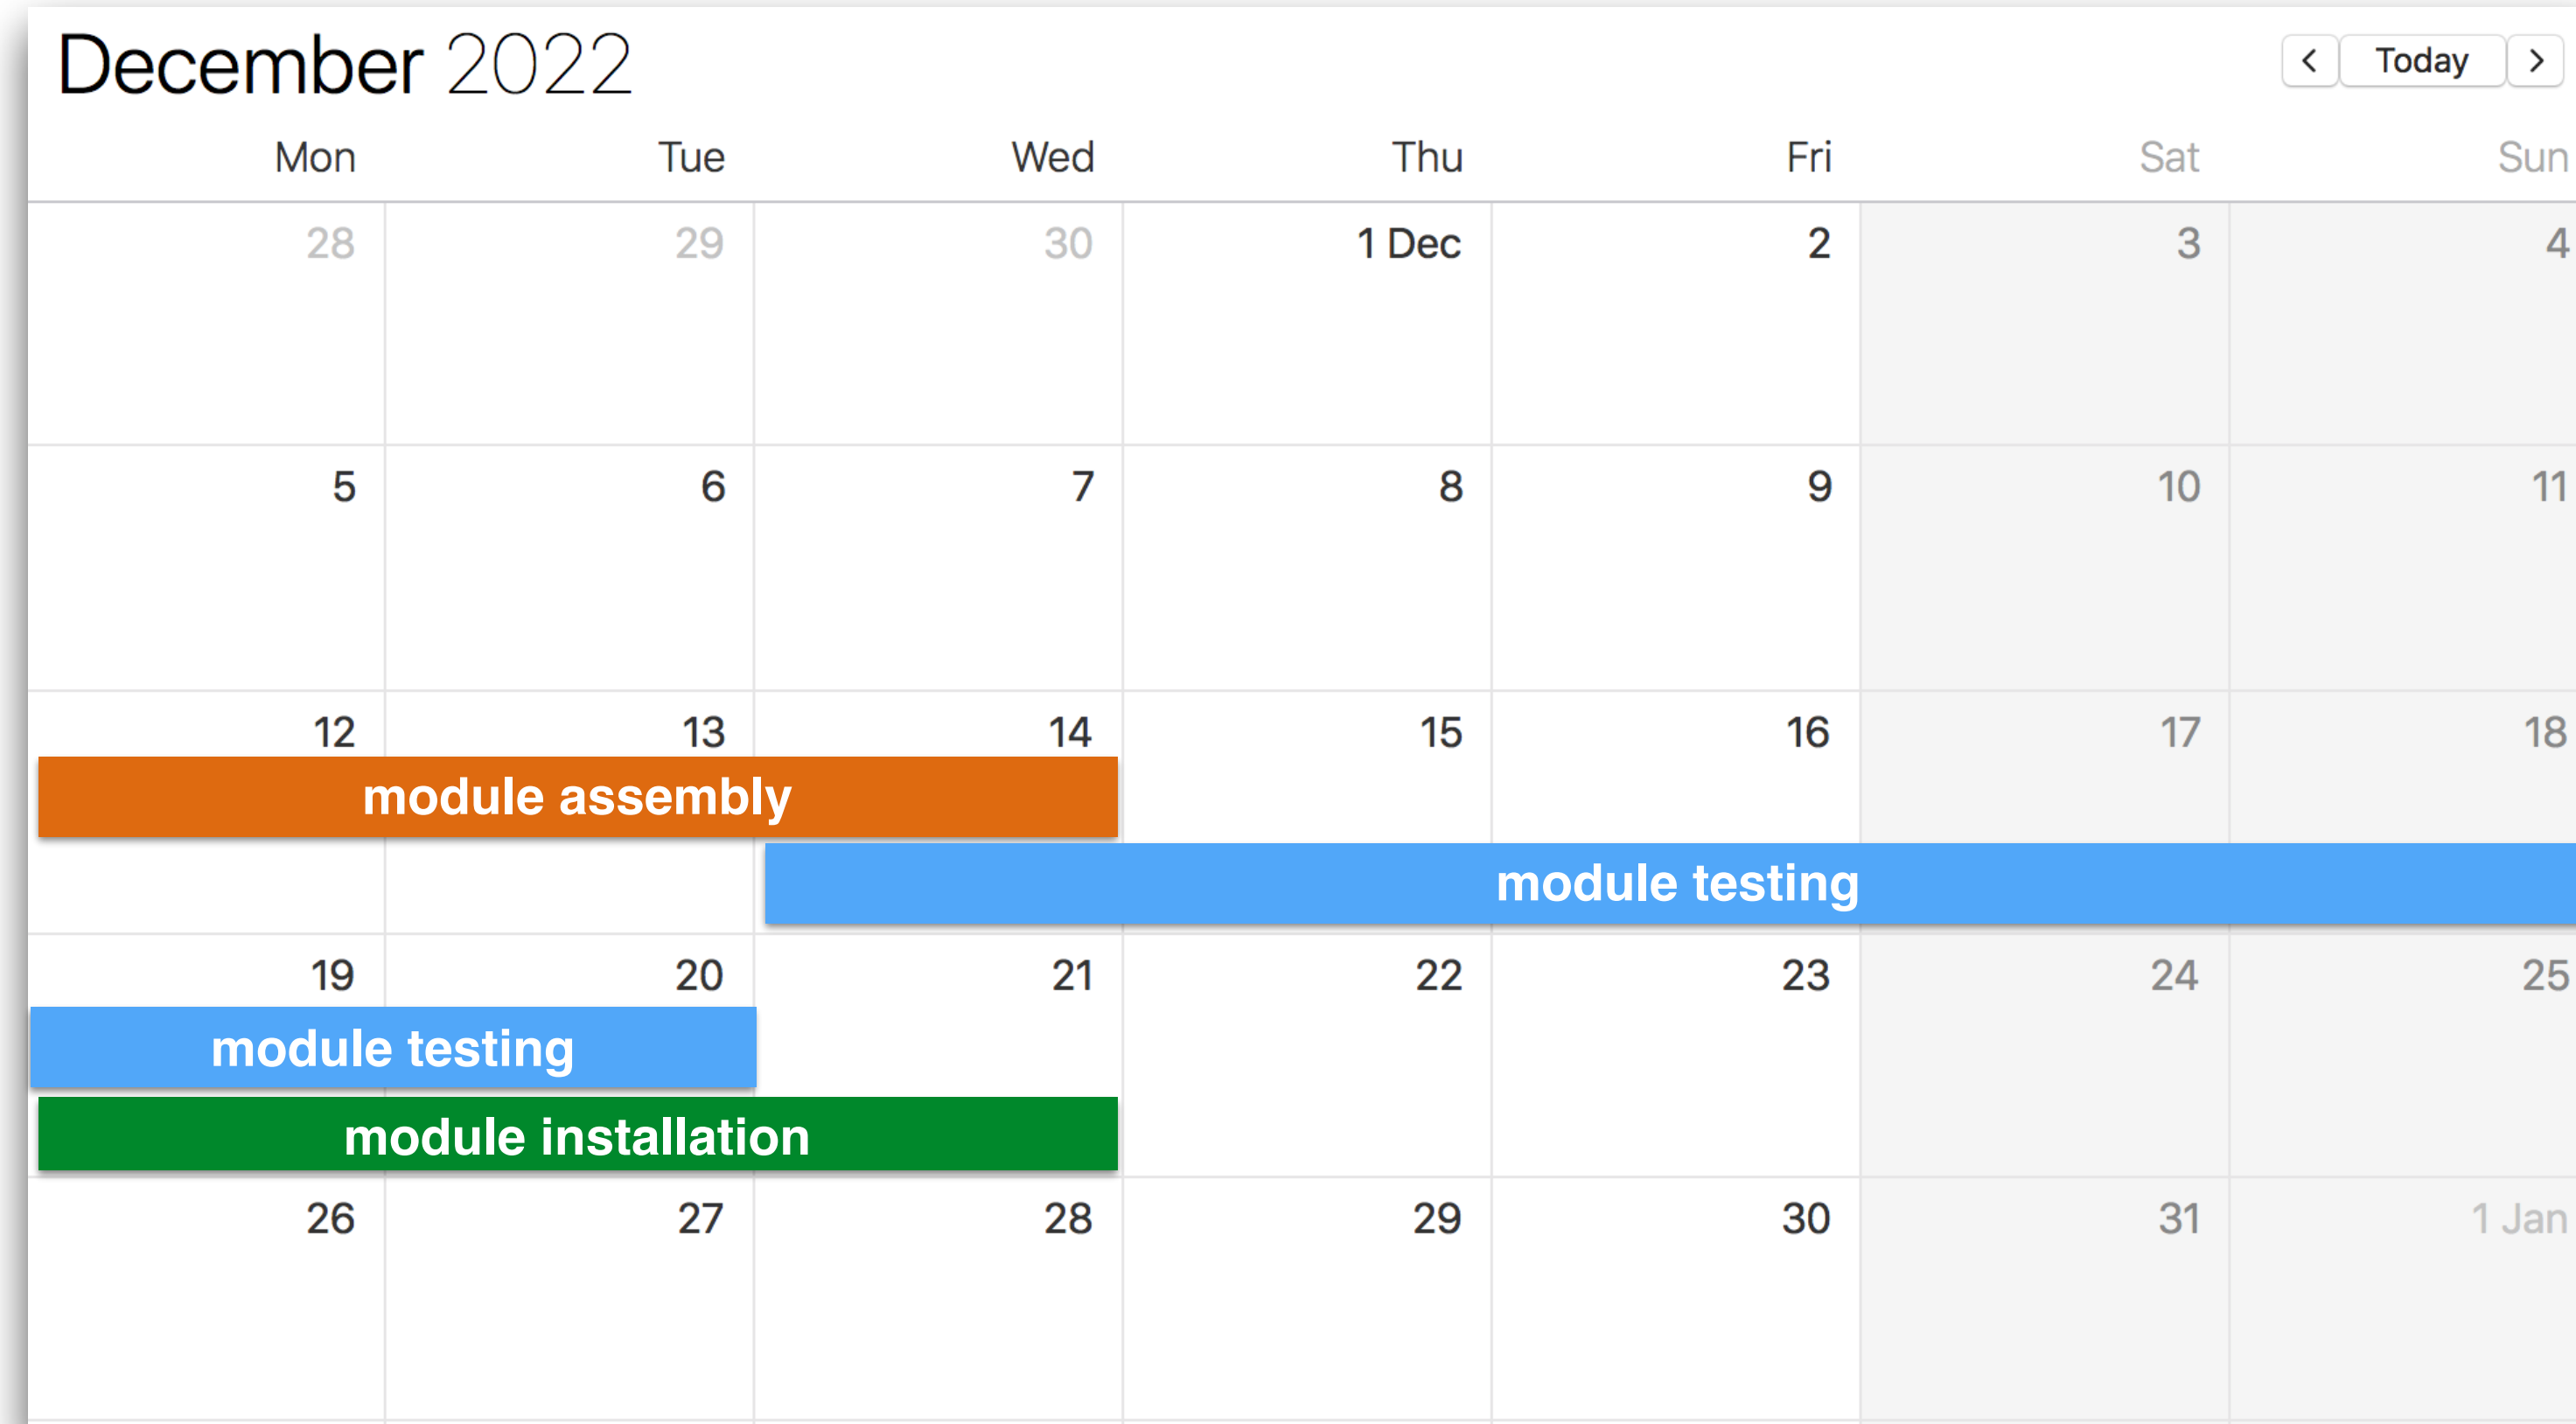 December 2022
< Today >
Mon Tue Wed Thu Fri Sat Sun
28 29 30 1 Dec 2 3 4
5 6 7 8 9 10 11
12 13 14 15 16 17 18
module assembly
module testing
19 20 21 22 23 24 25
module testing
module installation
26 27 28 29 30 31 1 Jan